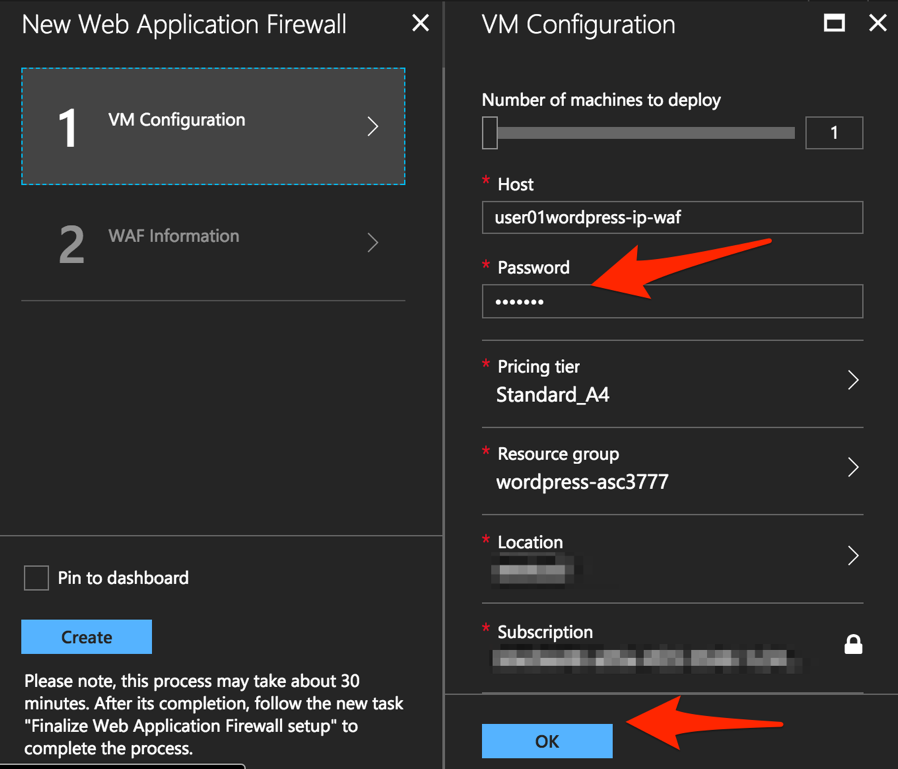 New Web Application Firewall
1
VM Configuration
2
WAF Information
Pin to dashboard
Create
Please note, this process may take about 30
minutes. After its completion, follow the new task
"Finalize Web Application Firewall setup" to
complete the process.
VM Configuration
Number of machines to deploy
1
* Host
user01wordpress-ip-waf
* Password
•••••••
* Pricing tier
Standard_A4
* Resource group
wordpress-asc3777
* Location
* Subscription
OK